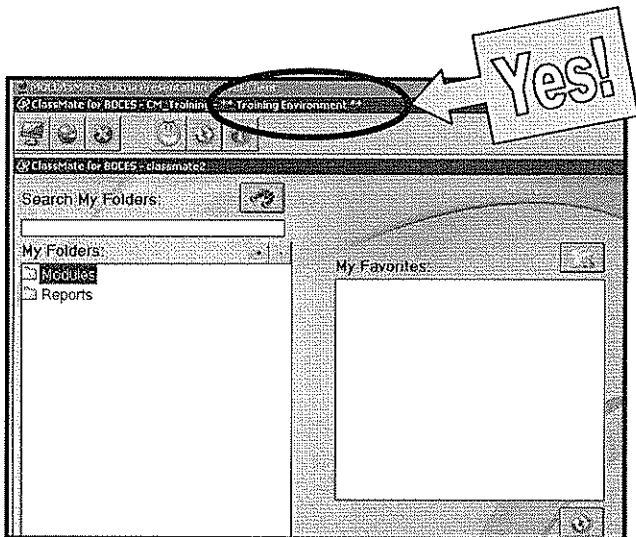 Yes!
ClassMate for BOCES - CM_Training - ** Training Environment **
ClassMate for BOCES - classmate2
Search My Folders:
My Folders:
My Favorites:
Modules
Reports